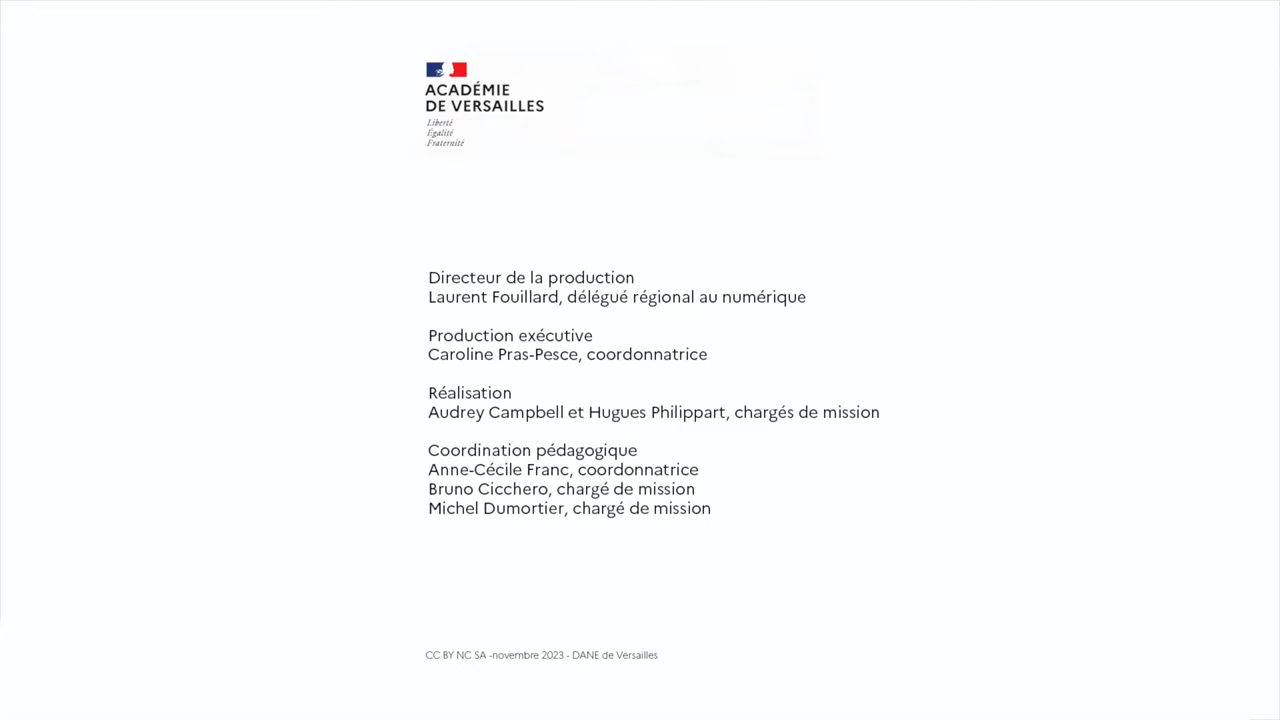 ACADÉMIE
DE VERSAILLES
Liberté
Égalité
Fraternité
Directeur de la production
Laurent Fouillard, délégué régional au numérique
Production exécutive
Caroline Pras-Pesce, coordonnatrice
Réalisation
Audrey Campbell et Hugues Philippart, chargés de mission
Coordination pédagogique
Anne-Cécile Franc, coordonnatrice
Bruno Cicchero, chargé de mission
Michel Dumortier, chargé de mission
CC BY NC SA -novembre 2023 - DANE de Versailles